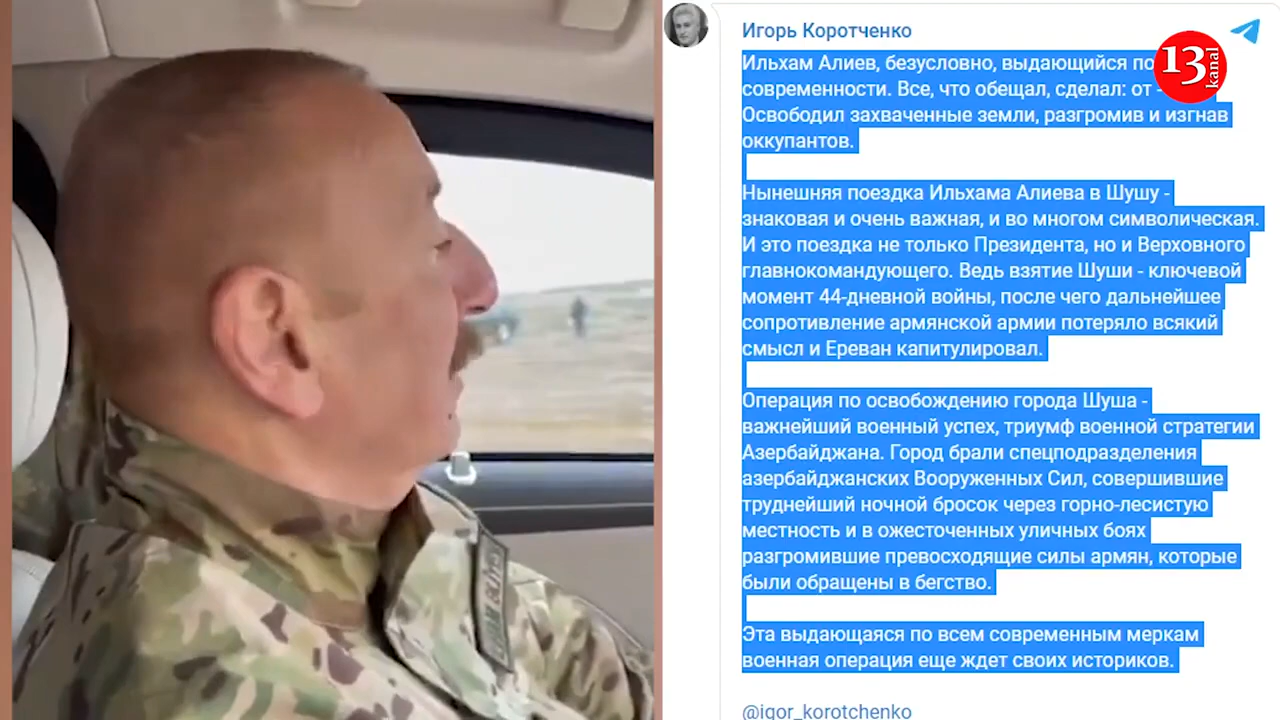 Игорь Коротченко
Ильхам Алиев, безусловно, выдающийся
современности. Все, что обещал, сделал: от -
Освободил захваченные земли, разгромив и изгнав
оккупантов.
Нынешняя поездка Ильхама Алиева в Шушу -
знаковая и очень важная, и во многом символическая.
И это поездка не только Президента, но и Верховного
главнокомандующего. Ведь взятие Шуши - ключевой
момент 44-дневной войны, после чего дальнейшее
сопротивление армянской армии потеряло всякий
смысл и Ереван капитулировал.
Операция по освобождению города Шуша -
важнейший военный успех, триумф военной стратегии
Азербайджана. Город брали спецподразделения
азербайджанских Вооруженных Сил, совершившие
труднейший ночной бросок через горно-лесистую
местность и в ожесточенных уличных боях
разгромившие превосходящие силы армян, которые
были обращены в бегство.
Эта выдающаяся по всем современным меркам
военная операция еще ждет своих историков.
@igor_korotchenko
13 kanal